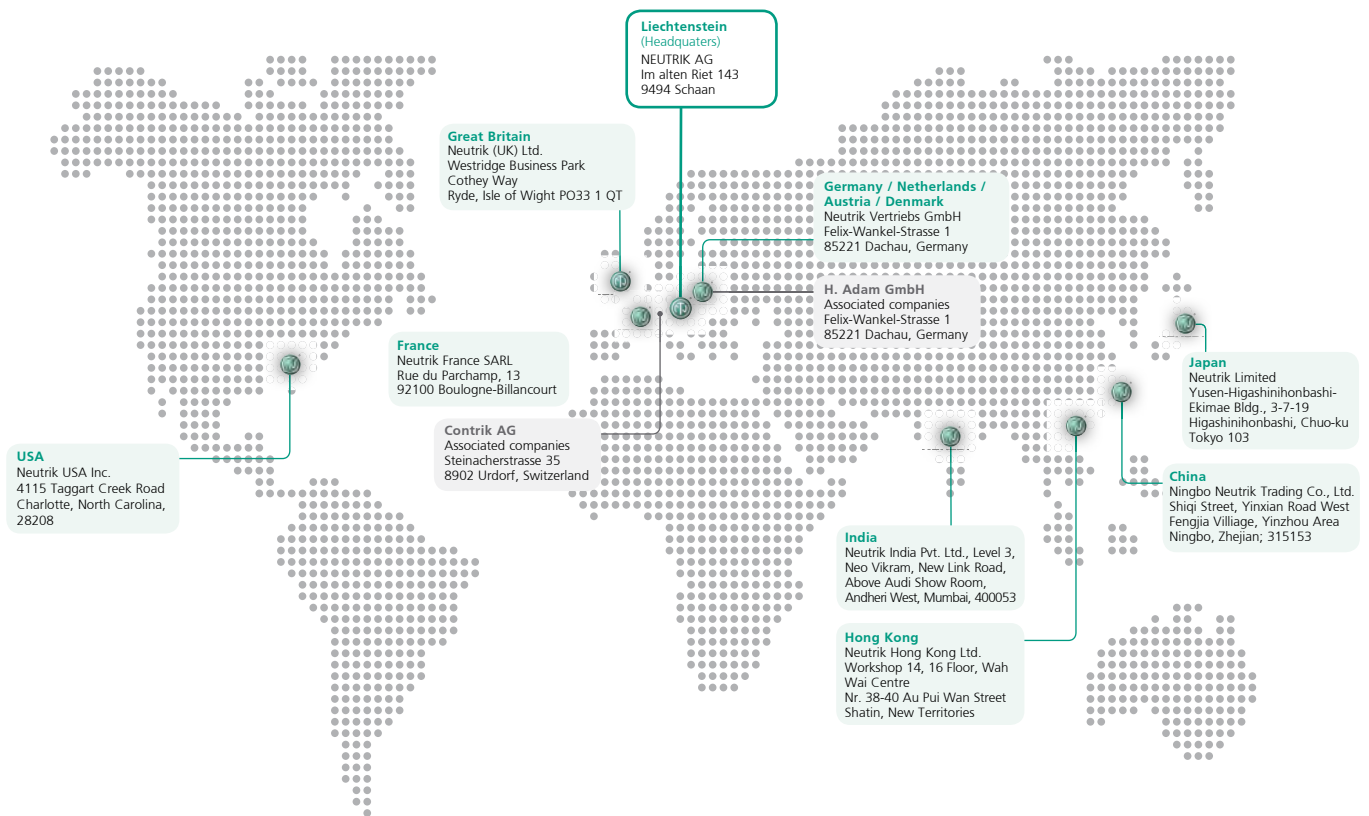 Liechtenstein
(Headquaters)
NEUTRIK AG
Im alten Riet 143
9494 Schaan
Great Britain
Neutrik (UK) Ltd.
Westridge Business Park
Cothey Way
Ryde, Isle of Wight PO33 1 QT
Germany / Netherlands /
Austria / Denmark
Neutrik Vertriebs GmbH
Felix-Wankel-Strasse 1
85221 Dachau, Germany
H. Adam GmbH
Associated companies
Felix-Wankel-Strasse 1
85221 Dachau, Germany
France
Neutrik France SARL
Rue du Parchamp, 13
92100 Boulogne-Billancourt
Contrik AG
Associated companies
Steinacherstrasse 35
8902 Urdorf, Switzerland
USA
Neutrik USA Inc.
4115 Taggart Creek Road
Charlotte, North Carolina,
28208
Japan
Neutrik Limited
Yusen-Higashinihonbashi-
Ekimae Bldg., 3-7-19
Higashinihonbashi, Chuo-ku
Tokyo 103
China
Ningbo Neutrik Trading Co., Ltd.
Shiqi Street, Yinxian Road West
Fengjia Villiage, Yinzhou Area
Ningbo, Zhejian; 315153
India
Neutrik India Pvt. Ltd., Level 3,
Neo Vikram, New Link Road,
Above Audi Show Room,
Andheri West, Mumbai, 400053
Hong Kong
Neutrik Hong Kong Ltd.
Workshop 14, 16 Floor, Wah
Wai Centre
Nr. 38-40 Au Pui Wan Street
Shatin, New Territories